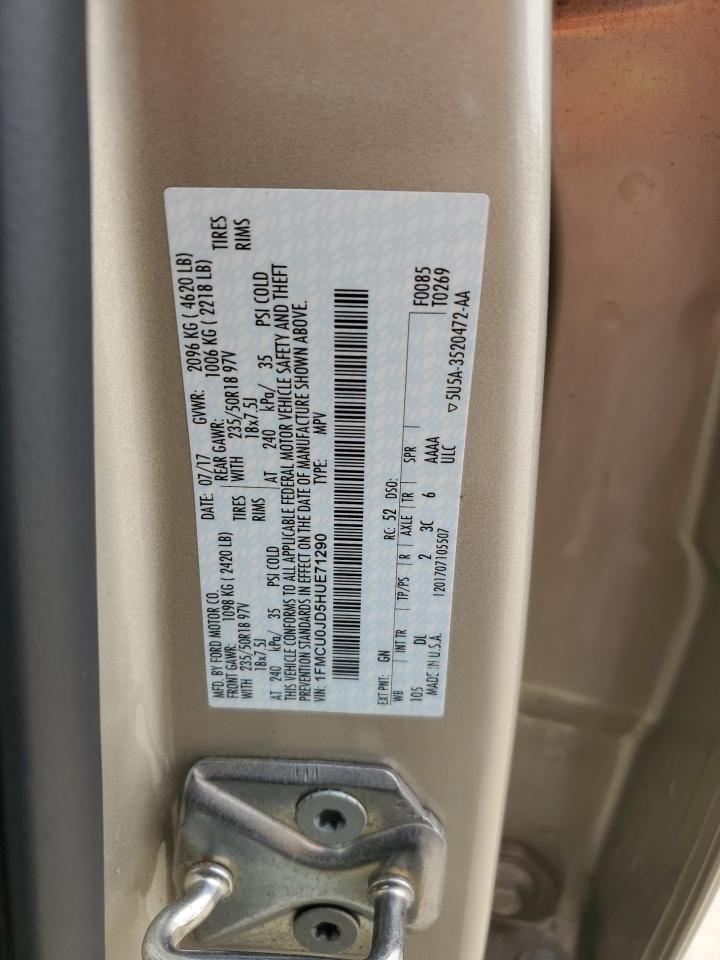 MFD. BY FORD MOTOR CO. DATE: 07/17 GVWR: 2096 KG ( 4620 LB)
FRONT GAWR: 1098 KG (2420 LB) REAR GAWR: 1006 KG ( 2218 LB)
WITH 235/50R18 97V TIRES WITH 235/50R18 97V TIRES
18x7.5J RIMS 18x7.5J RIMS
AT 240 kPa/ 35 PSI COLD AT 240 kPa/ 35 PSI COLD
THIS VEHICLE CONFORMS TO ALL APPLICABLE FEDERAL MOTOR VEHICLE SAFETY AND THEFT
PREVENTION STANDARDS IN EFFECT ON THE DATE OF MANUFACTURE SHOWN ABOVE.
VIN: 1FMCU0JD5HUE71290 TYPE: MPV
EXT PNT: GN RC: 52 DSO: F0085
WB INT TR TP/PS R AXLE TR SPR T0269
105 DL 2 3C 6 AAAA
ULC
MADE IN U.S.A. 1201707105507 ▽5U5A-3520472-AA